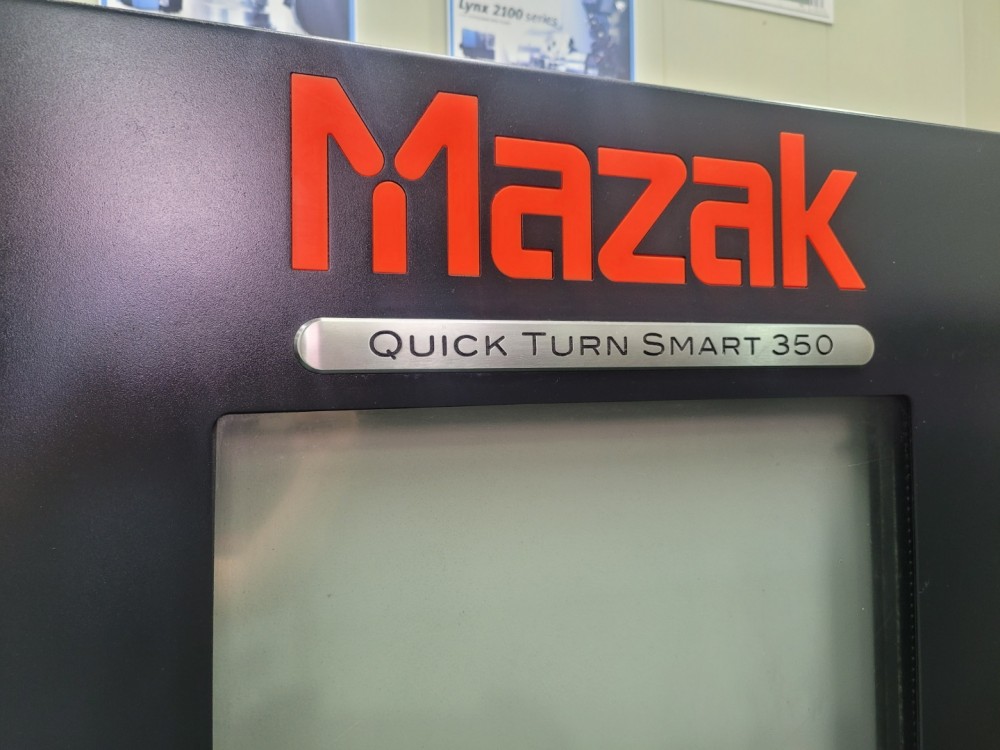 Lynx 2100 series
Mazak
QUICK TURN SMART 350